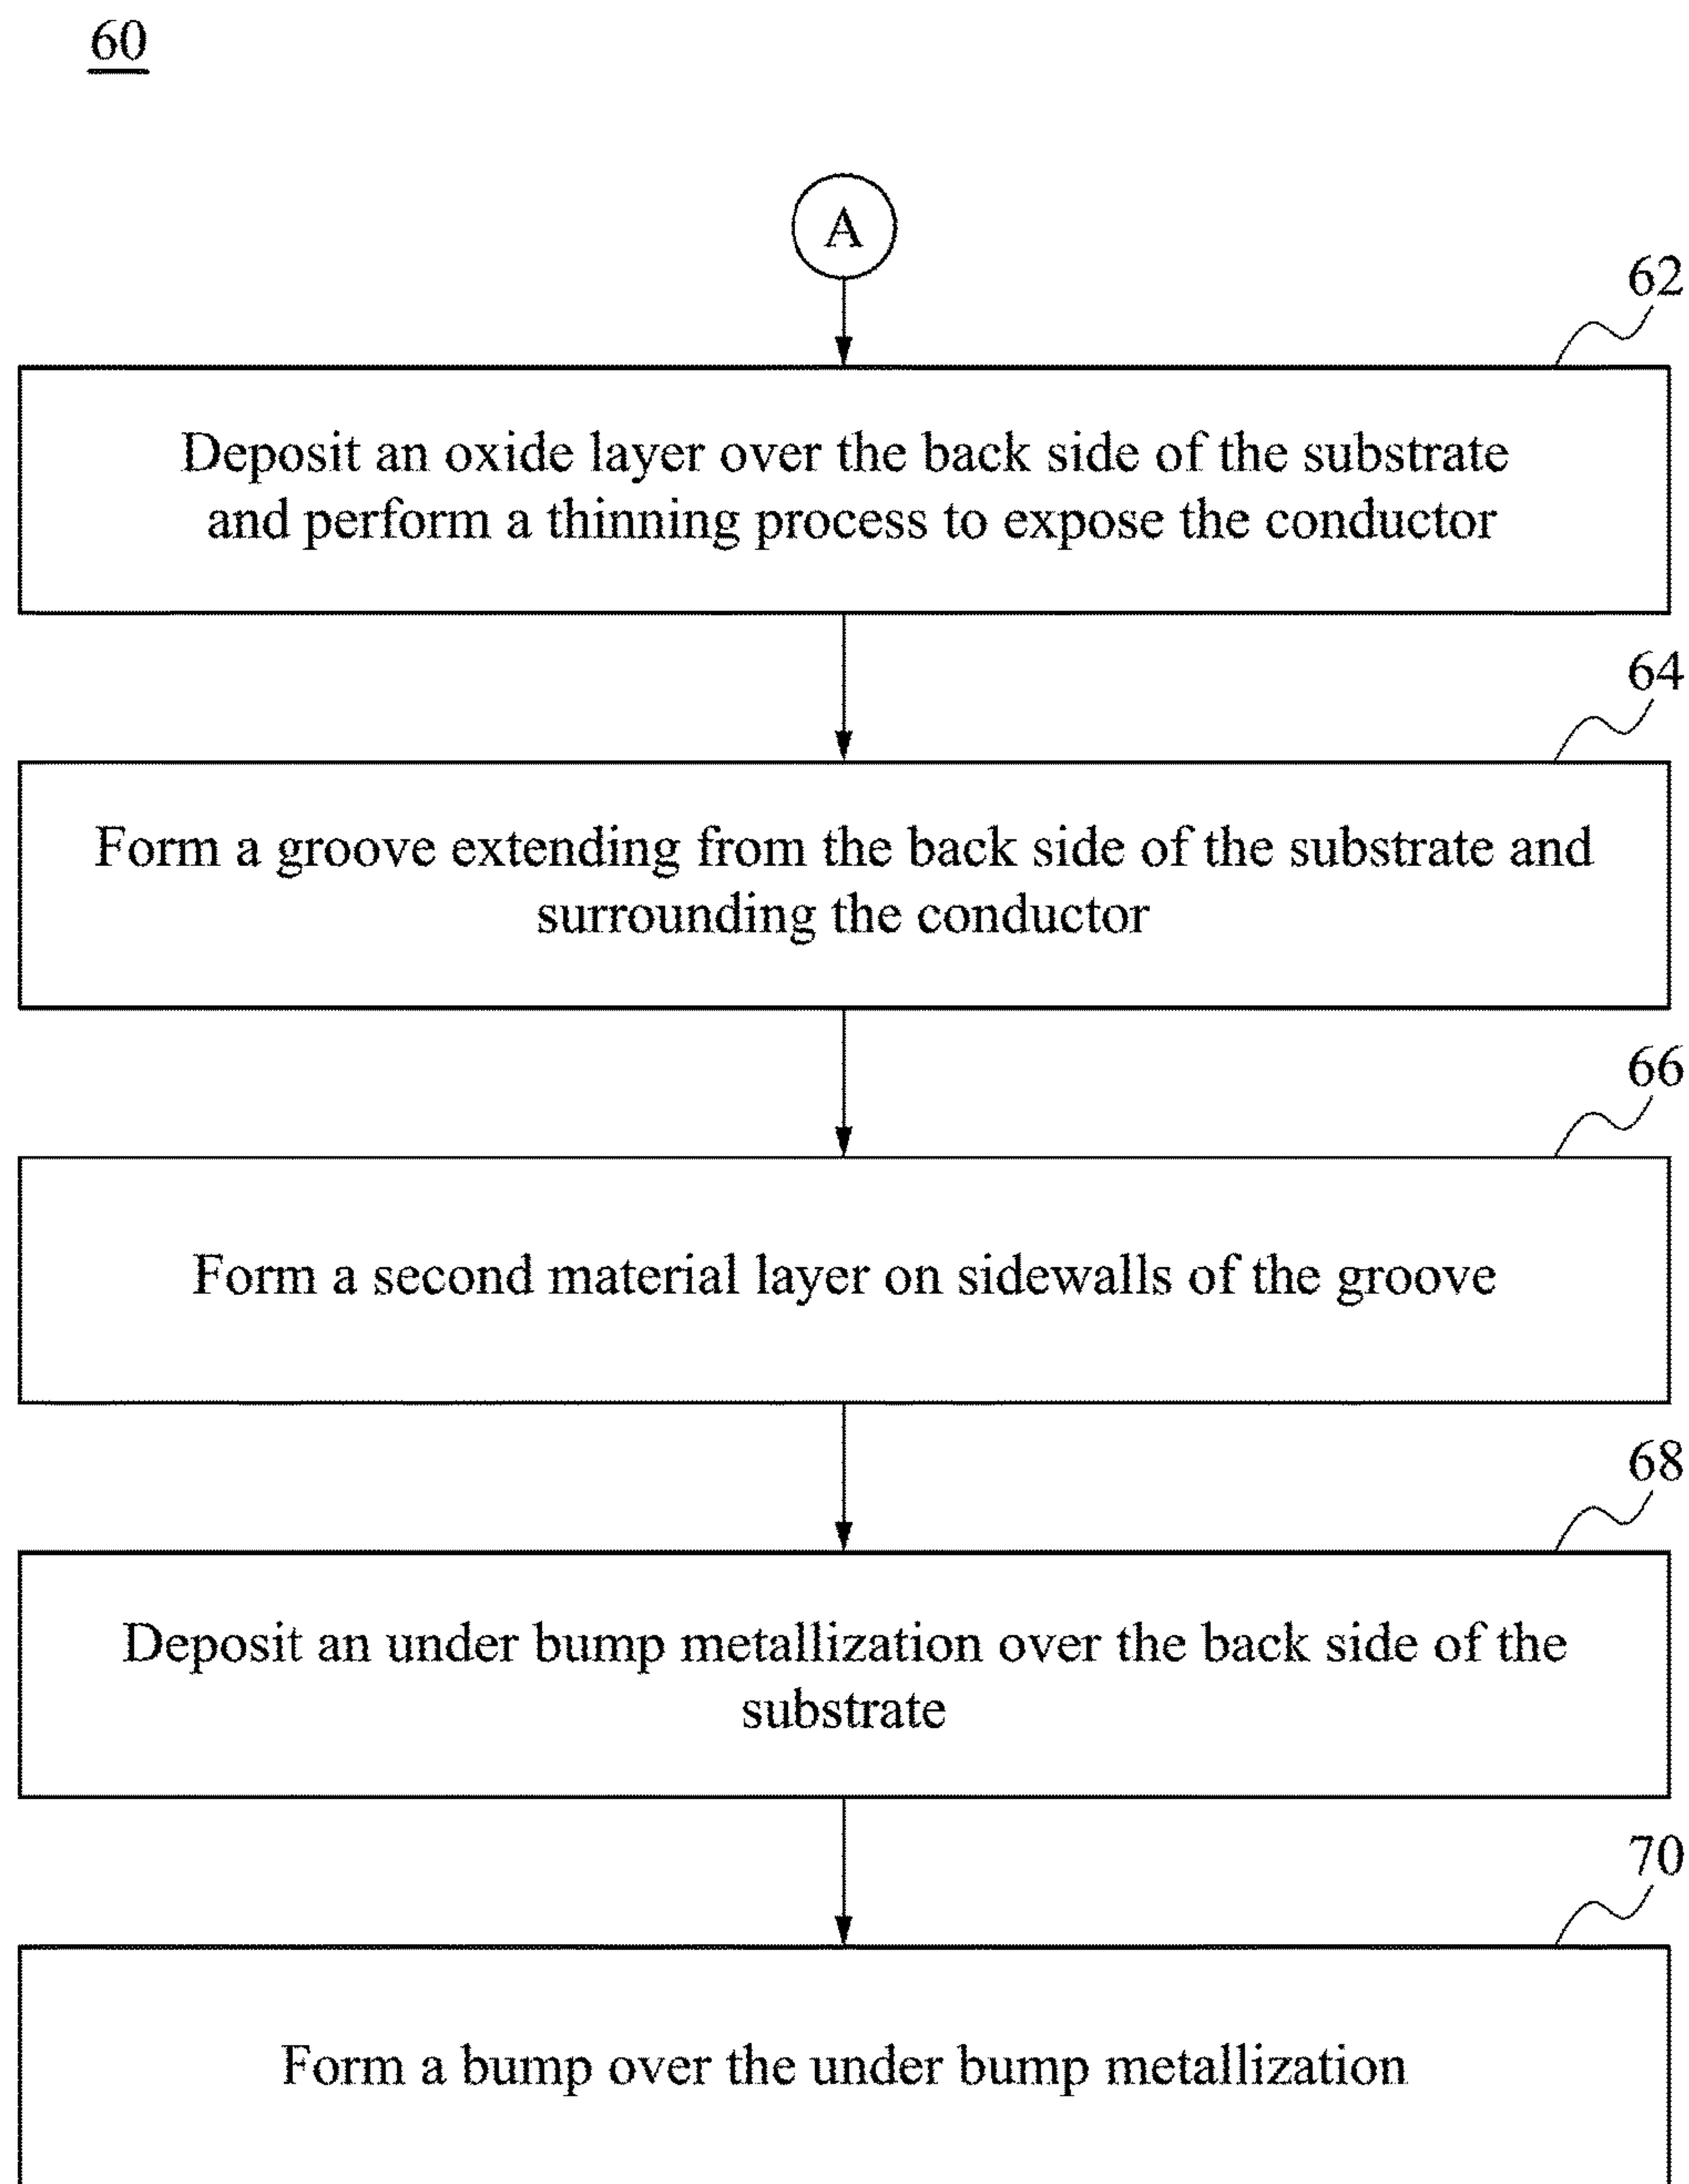 60
A
62
Deposit an oxide layer over the back side of the substrate
and perform a thinning process to expose the conductor
64
Form a groove extending from the back side of the substrate and
surrounding the conductor
66
Form a second material layer on sidewalls of the groove
68
Deposit an under bump metallization over the back side of the
substrate
70
Form a bump over the under bump metallization